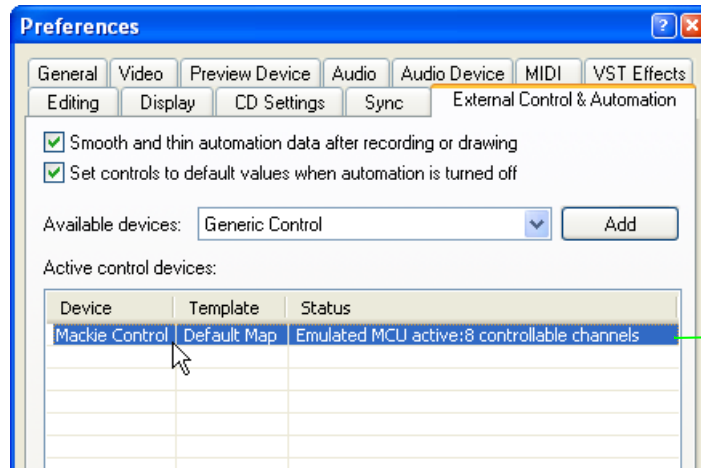 Preferences
General Video Preview Device Audio Audio Device MIDI VST Effects
Editing Display CD Settings Sync External Control & Automation
Smooth and thin automation data after recording or drawing
Set controls to default values when automation is turned off
Available devices: Generic Control Add
Active control devices:
Device Template Status
Mackie Control Default Map Emulated MCU active:8 controllable channels